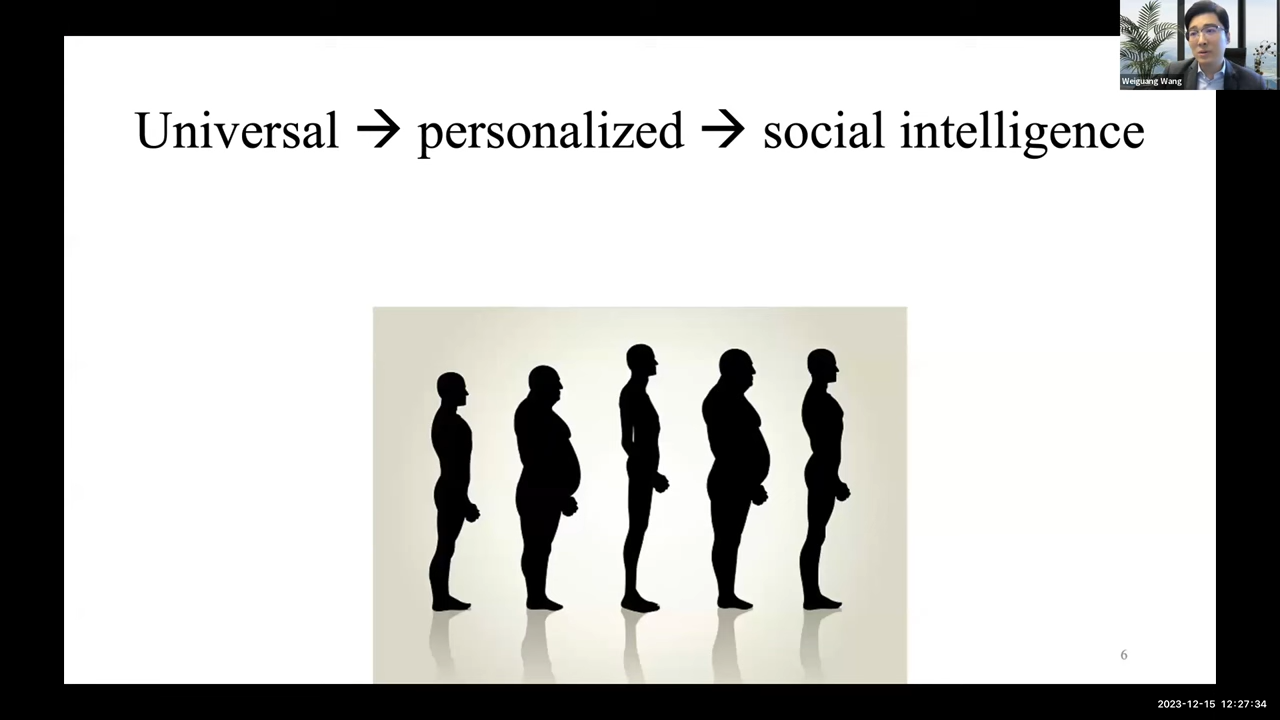 Weiguang Wang
Universal → personalized → social intelligence
6
2023-12-15 12:27:34